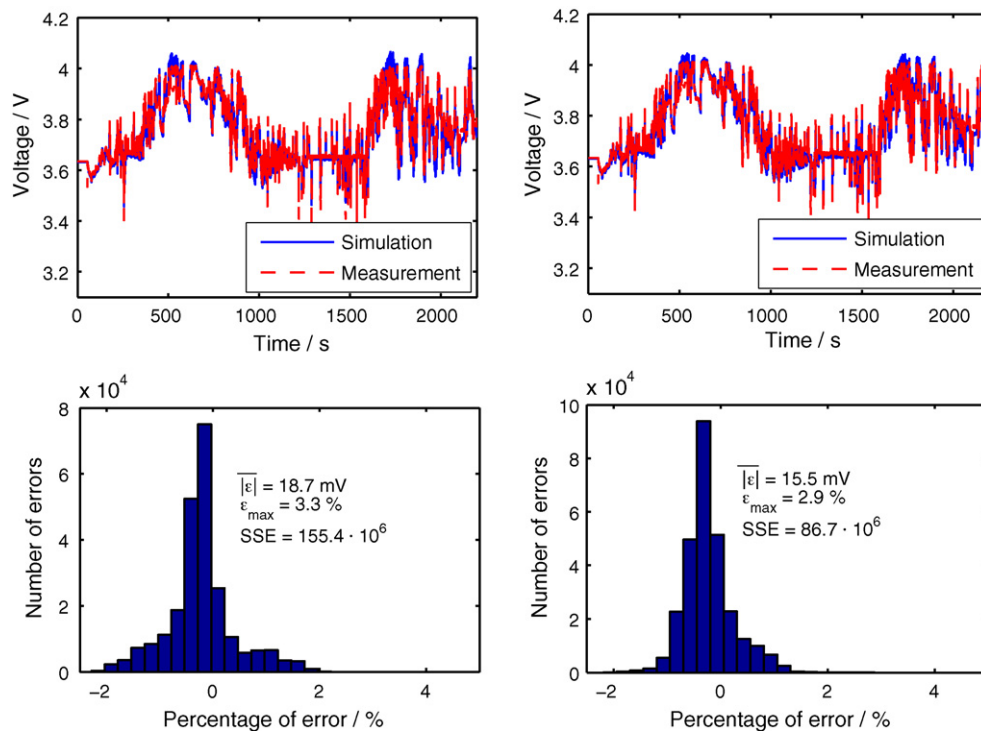 4.2
4
3.8
3.6
3.4
3.2
Voltage / V
Simulation
Measurement
0
500
1000
1500
2000
Time / s
4.2
4
3.8
3.6
3.4
3.2
Voltage / V
Simulation
Measurement
0
500
1000
1500
2000
Time / s
x 10⁴
8
6
4
2
0
Number of errors
|ε| = 18.7 mV
ε_max = 3.3 %
SSE = 155.4 · 10⁶
−2
0
2
4
Percentage of error / %
x 10⁴
10
8
6
4
2
0
Number of errors
|ε| = 15.5 mV
ε_max = 2.9 %
SSE = 86.7 · 10⁶
−2
0
2
4
Percentage of error / %